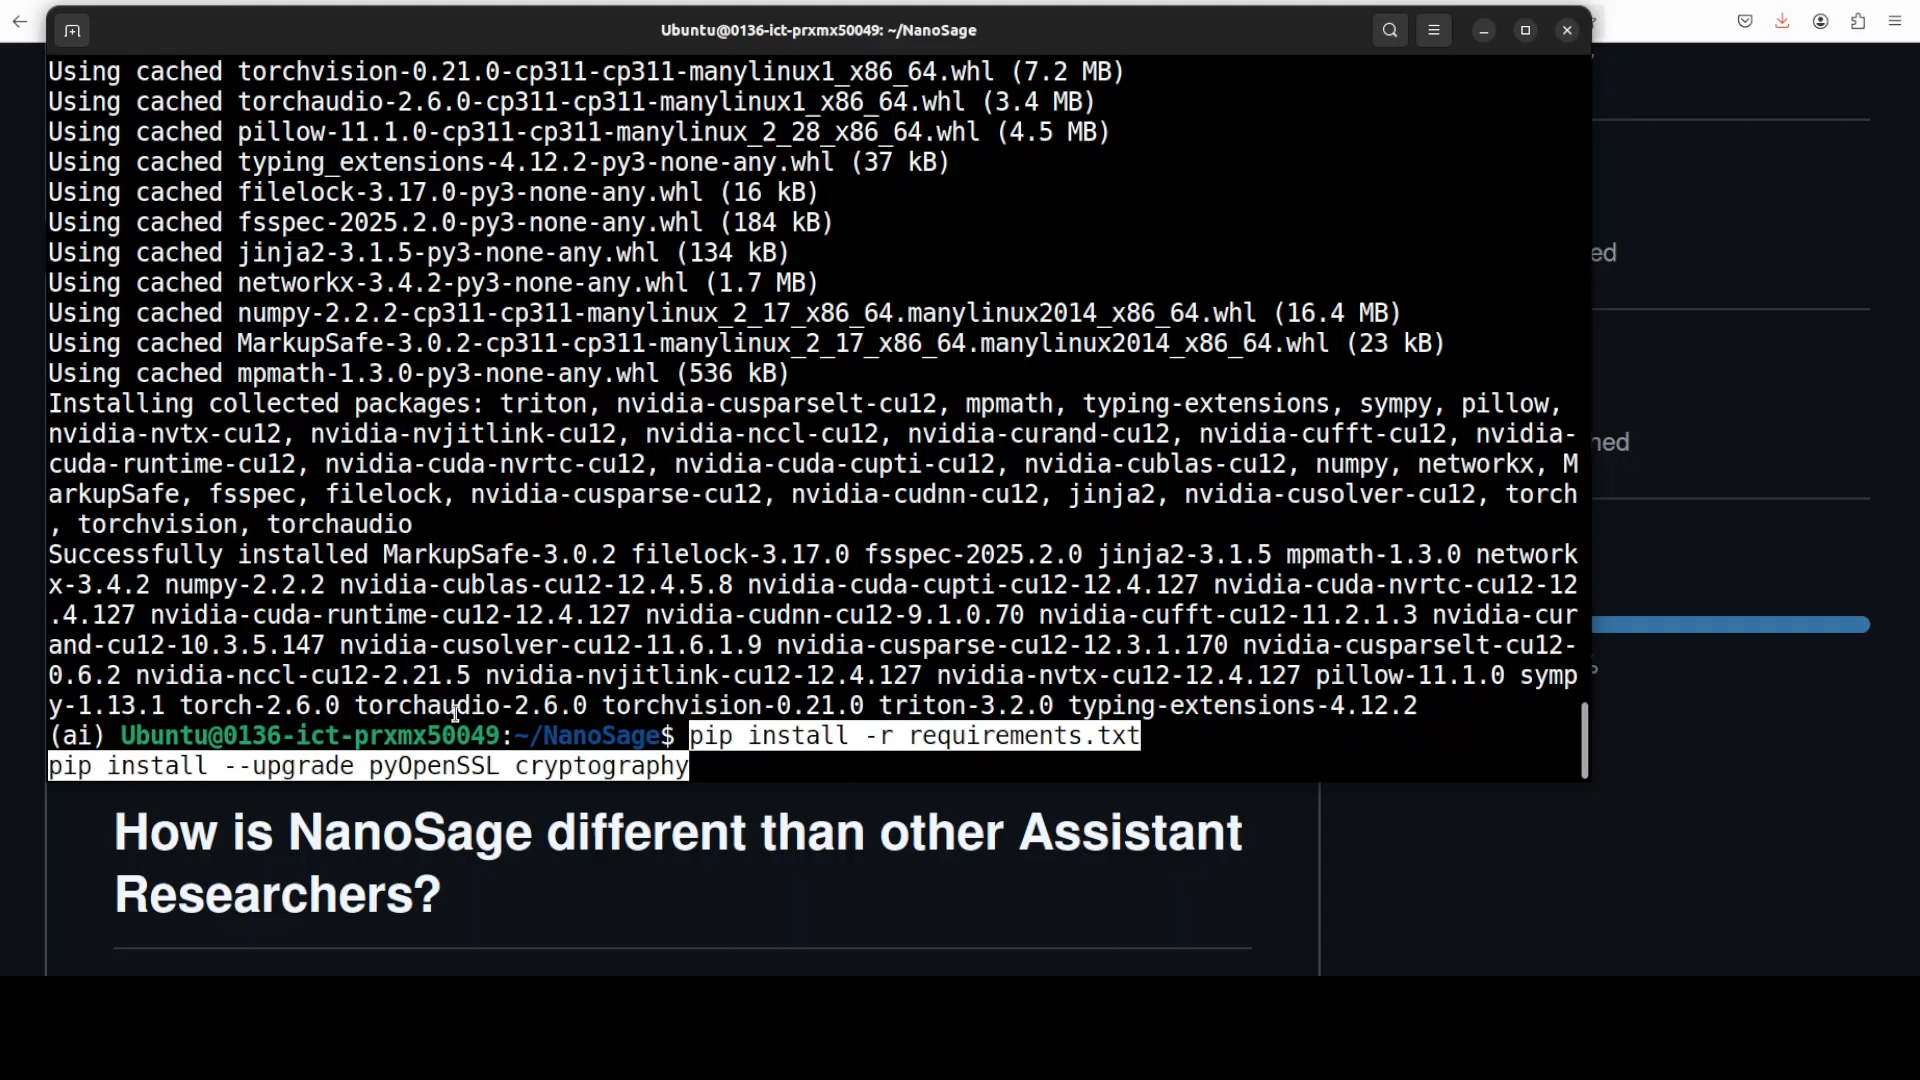 Ubuntu@0136-ict-prxmx50049: ~/NanoSage
Using cached torchvision-0.21.0-cp311-cp311-manylinux1_x86_64.whl (7.2 MB)
Using cached torchaudio-2.6.0-cp311-cp311-manylinux1_x86_64.whl (3.4 MB)
Using cached pillow-11.1.0-cp311-cp311-manylinux_2_28_x86_64.whl (4.5 MB)
Using cached typing_extensions-4.12.2-py3-none-any.whl (37 kB)
Using cached filelock-3.17.0-py3-none-any.whl (16 kB)
Using cached fsspec-2025.2.0-py3-none-any.whl (184 kB)
Using cached jinja2-3.1.5-py3-none-any.whl (134 kB)
Using cached networkx-3.4.2-py3-none-any.whl (1.7 MB)
Using cached numpy-2.2.2-cp311-cp311-manylinux_2_17_x86_64.manylinux2014_x86_64.whl (16.4 MB)
Using cached MarkupSafe-3.0.2-cp311-cp311-manylinux_2_17_x86_64.manylinux2014_x86_64.whl (23 kB)
Using cached mpmath-1.3.0-py3-none-any.whl (536 kB)
Installing collected packages: triton, nvidia-cusparselt-cu12, mpmath, typing-extensions, sympy, pillow,
nvidia-nvtx-cu12, nvidia-nvjitlink-cu12, nvidia-nccl-cu12, nvidia-curand-cu12, nvidia-cufft-cu12, nvidia-
cuda-runtime-cu12, nvidia-cuda-nvrtc-cu12, nvidia-cuda-cupti-cu12, nvidia-cublas-cu12, numpy, networkx, M
arkupSafe, fsspec, filelock, nvidia-cusparse-cu12, nvidia-cudnn-cu12, jinja2, nvidia-cusolver-cu12, torch
, torchvision, torchaudio
Successfully installed MarkupSafe-3.0.2 filelock-3.17.0 fsspec-2025.2.0 jinja2-3.1.5 mpmath-1.3.0 network
x-3.4.2 numpy-2.2.2 nvidia-cublas-cu12-12.4.5.8 nvidia-cuda-cupti-cu12-12.4.127 nvidia-cuda-nvrtc-cu12-12
.4.127 nvidia-cuda-runtime-cu12-12.4.127 nvidia-cudnn-cu12-9.1.0.70 nvidia-cufft-cu12-11.2.1.3 nvidia-cur
and-cu12-10.3.5.147 nvidia-cusolver-cu12-11.6.1.9 nvidia-cusparse-cu12-12.3.1.170 nvidia-cusparselt-cu12-
0.6.2 nvidia-nccl-cu12-2.21.5 nvidia-nvjitlink-cu12-12.4.127 nvidia-nvtx-cu12-12.4.127 pillow-11.1.0 symp
y-1.13.1 torch-2.6.0 torchaudio-2.6.0 torchvision-0.21.0 triton-3.2.0 typing-extensions-4.12.2
(ai) Ubuntu@0136-ict-prxmx50049:~/NanoSage$ pip install -r requirements.txt
pip install --upgrade pyOpenSSL cryptography
ed
hed
How is NanoSage different than other Assistant
Researchers?